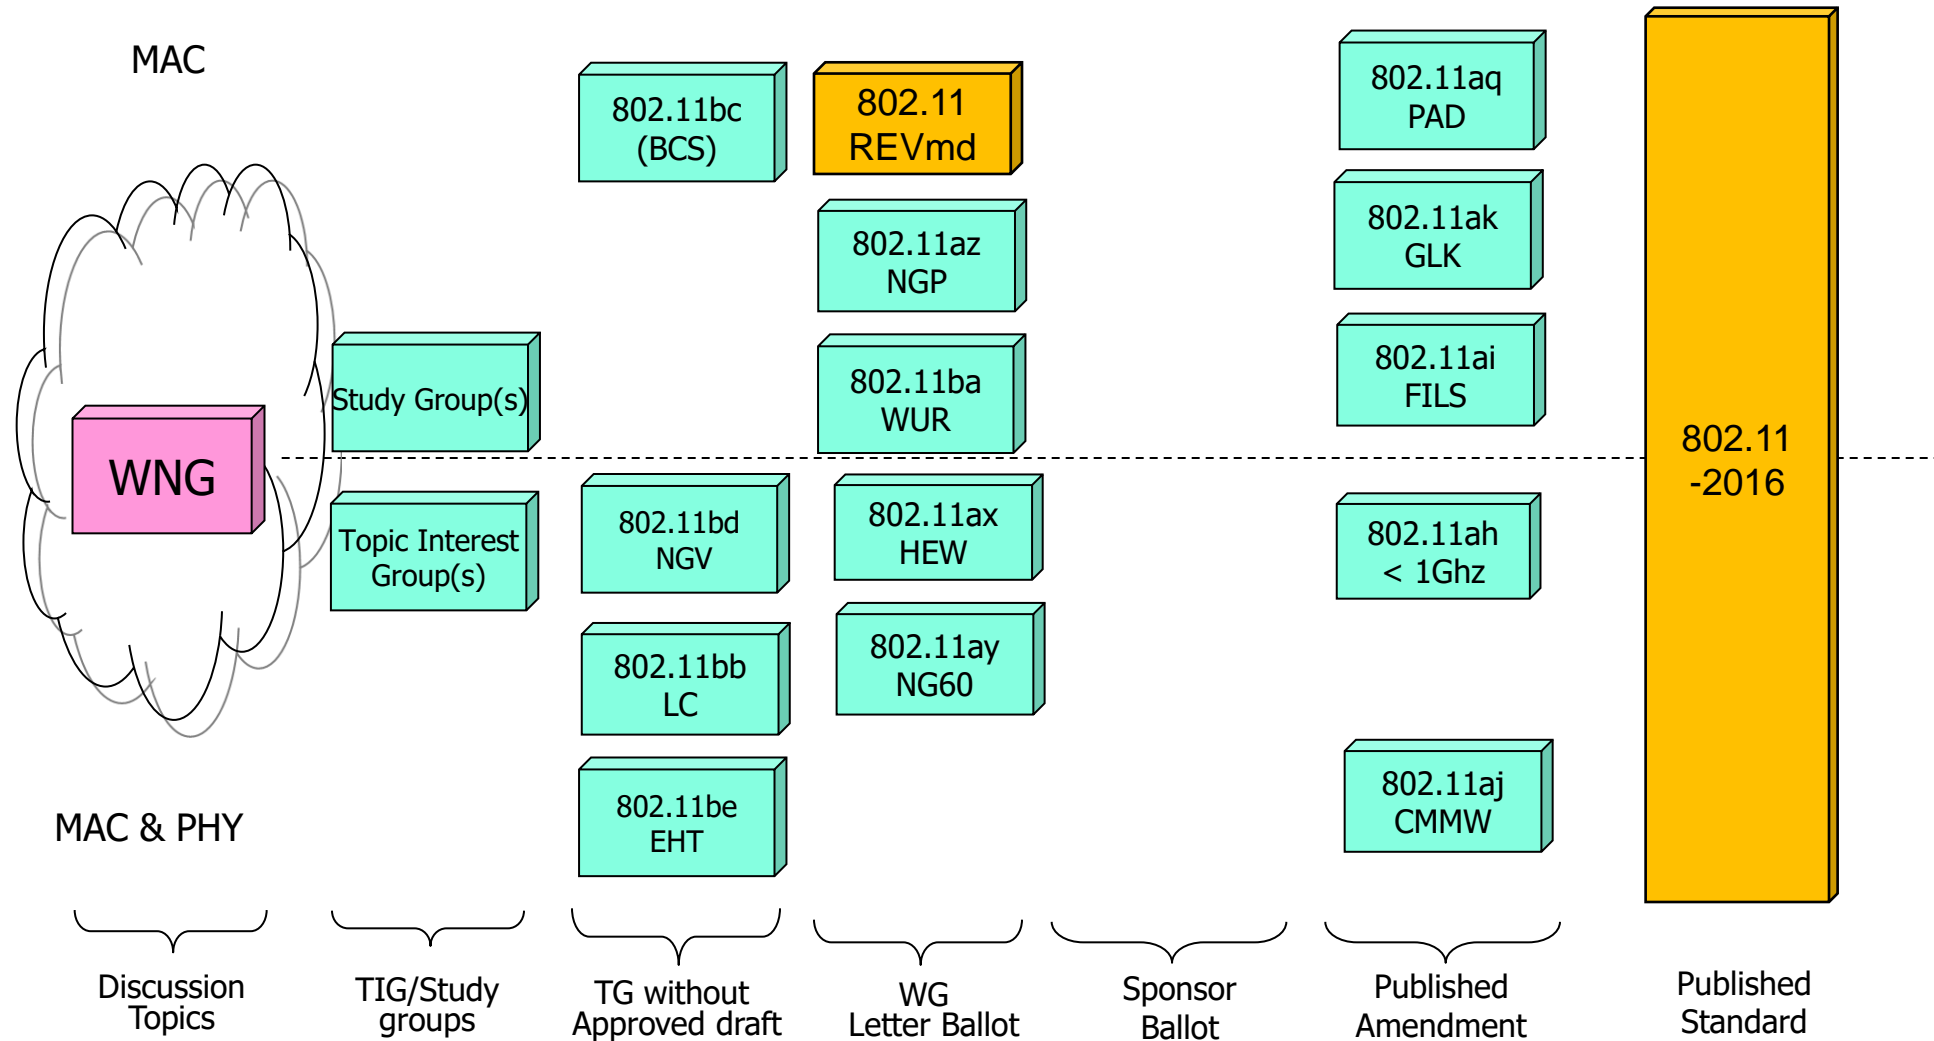 MAC
802.11bc
(BCS)
802.11
REVmd
802.11aq
PAD
802.11az
NGP
802.11ak
GLK
Study Group(s)
802.11ba
WUR
802.11ai
FILS
WNG
802.11
-2016
Topic Interest
Group(s)
802.11bd
NGV
802.11ax
HEW
802.11ah
< 1Ghz
802.11bb
LC
802.11ay
NG60
MAC & PHY
802.11be
EHT
802.11aj
CMMW
Discussion
Topics
TIG/Study
groups
TG without
Approved draft
WG
Letter Ballot
Sponsor
Ballot
Published
Amendment
Published
Standard